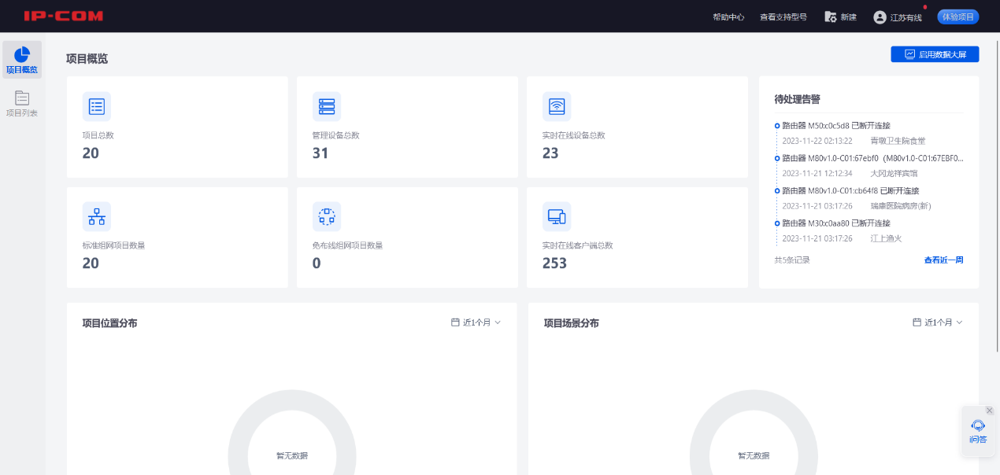 IP-COM
帮助中心 查看支持型号 新建 江苏有线 体验项目
项目概览
项目列表
项目概览
启用数据大屏
项目总数
20
管理设备总数
31
实时在线设备总数
23
标准组网项目数量
20
免布线组网项目数量
0
实时在线客户端总数
253
待处理告警
路由器 M50:c0c5d8 已断开连接
2023-11-22 02:13:22 青墩卫生院食堂
路由器 M80v1.0-C01:67ebf0（M80v1.0-C01:67EBF0...
2023-11-21 12:12:34 大冈龙祥宾馆
路由器 M80v1.0-C01:cb64f8 已断开连接
2023-11-21 03:17:26 瑞康医院病房(新)
路由器 M30:c0aa80 已断开连接
2023-11-21 03:17:26 江上渔火
共5条记录 查看近一周
项目位置分布
近1个月
暂无数据
项目场景分布
近1个月
暂无数据
i问答